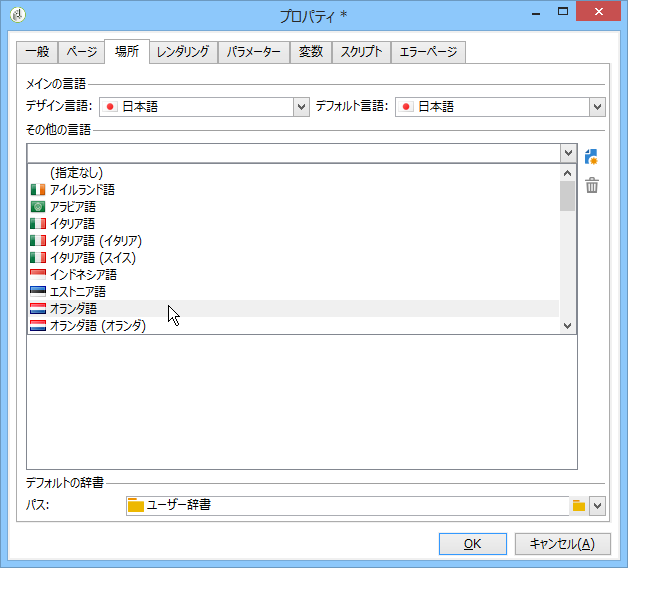 プロパティ *
一般 ページ 場所 レンダリング パラメーター 変数 スクリプト エラーページ
メインの言語
デザイン言語: 日本語 デフォルト言語: 日本語
その他の言語
(指定なし)
アイルランド語
アラビア語
イタリア語
イタリア語 (イタリア)
イタリア語 (スイス)
インドネシア語
エストニア語
オランダ語
オランダ語 (オランダ)
デフォルトの辞書
パス: ユーザー辞書
OK キャンセル(A)